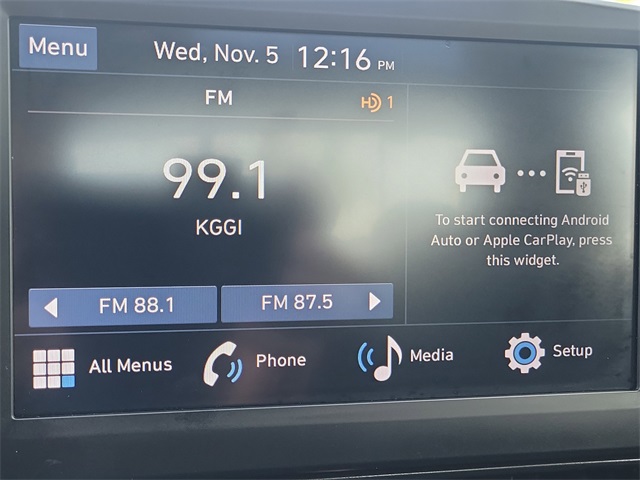 Menu
Wed, Nov. 5 12:16 PM
FM
HD 1
99.1
KGGI
To start connecting Android
Auto or Apple CarPlay, press
this widget.
FM 88.1
FM 87.5
All Menus
Phone
Media
Setup